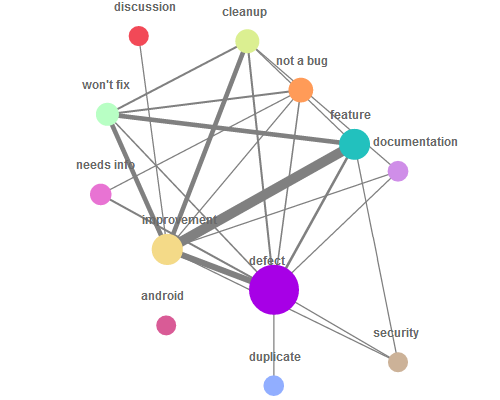 discussion
cleanup
not a bug
won't fix
feature
documentation
needs info
improvement
defect
android
security
duplicate